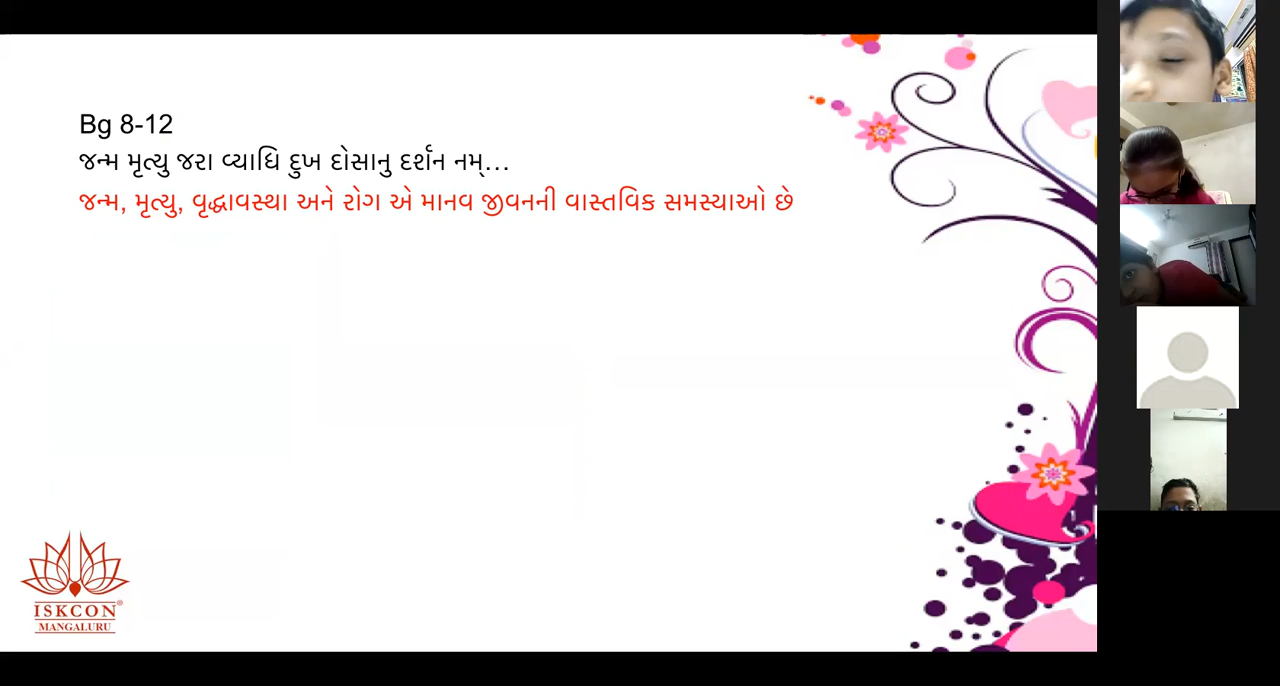 Bg 8-12
જન્મ મૃત્યુ જરા વ્યાધિ દુખ દોસાનુ દર્શન નમ્...
જન્મ, મૃત્યુ, વૃદ્ધાવસ્થા અને રોગ એ માનવ જીવનની વાસ્તવિક સમસ્યાઓ છે
ISKCON®
MANGALURU